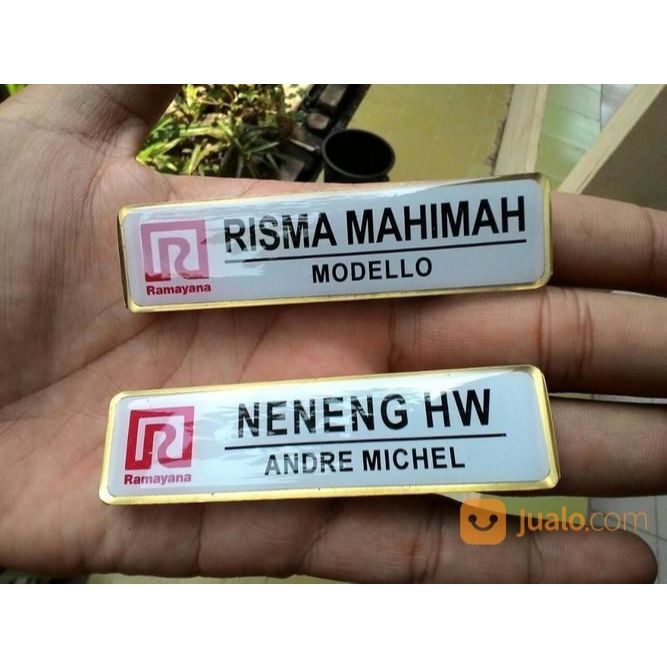 RISMA MAHIMAH
MODELLO
Ramayana
NENENG HW
ANDRE MICHEL
Ramayana
Jualo.com